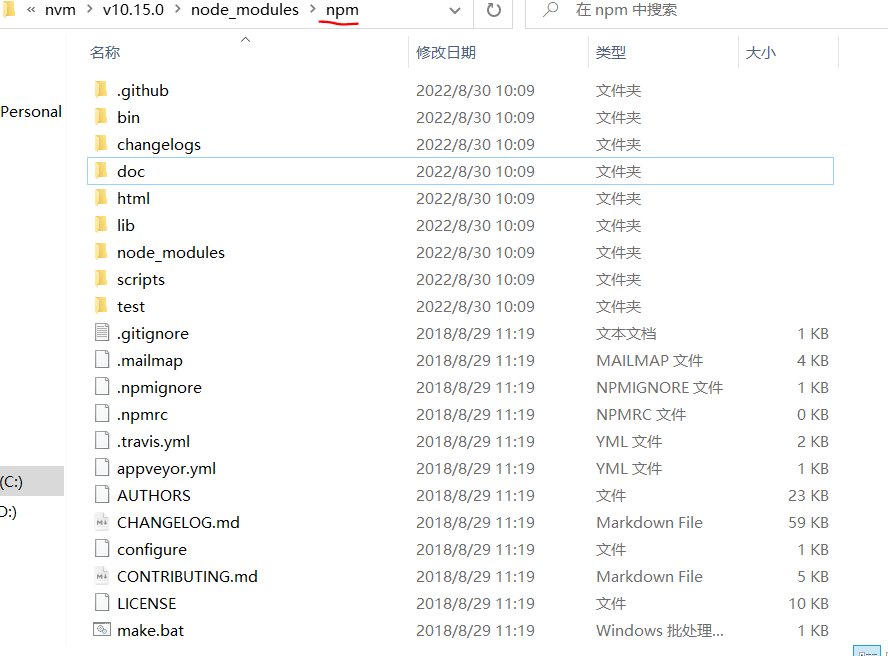 « nvm > v10.15.0 > node_modules > npm 在 npm 中搜索
名称 修改日期 类型 大小
.github 2022/8/30 10:09 文件夹
Personal
bin 2022/8/30 10:09 文件夹
changelogs 2022/8/30 10:09 文件夹
doc 2022/8/30 10:09 文件夹
html 2022/8/30 10:09 文件夹
lib 2022/8/30 10:09 文件夹
node_modules 2022/8/30 10:09 文件夹
scripts 2022/8/30 10:09 文件夹
test 2022/8/30 10:09 文件夹
.gitignore 2018/8/29 11:19 文本文档 1 KB
.mailmap 2018/8/29 11:19 MAILMAP 文件 4 KB
.npmignore 2018/8/29 11:19 NPMIGNORE 文件 1 KB
.npmrc 2018/8/29 11:19 NPMRC 文件 0 KB
.travis.yml 2018/8/29 11:19 YML 文件 2 KB
appveyor.yml 2018/8/29 11:19 YML 文件 1 KB
(C:)
AUTHORS 2018/8/29 11:19 文件 23 KB
D:)
CHANGELOG.md 2018/8/29 11:19 Markdown File 59 KB
configure 2018/8/29 11:19 文件 1 KB
CONTRIBUTING.md 2018/8/29 11:19 Markdown File 5 KB
LICENSE 2018/8/29 11:19 文件 10 KB
make.bat 2018/8/29 11:19 Windows 批处理... 1 KB